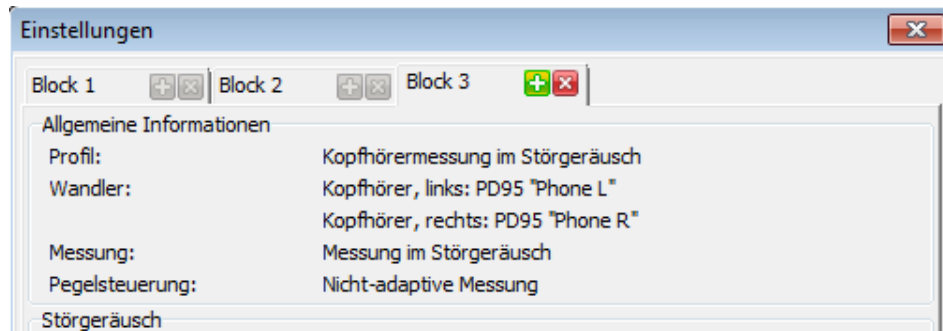 Einstellungen
Block 1 Block 2 Block 3
Allgemeine Informationen
Profil: Kopfhörermessung im Störgeräusch
Wandler: Kopfhörer, links: PD95 "Phone L"
Kopfhörer, rechts: PD95 "Phone R"
Messung: Messung im Störgeräusch
Pegelsteuerung: Nicht-adaptive Messung
Störgeräusch